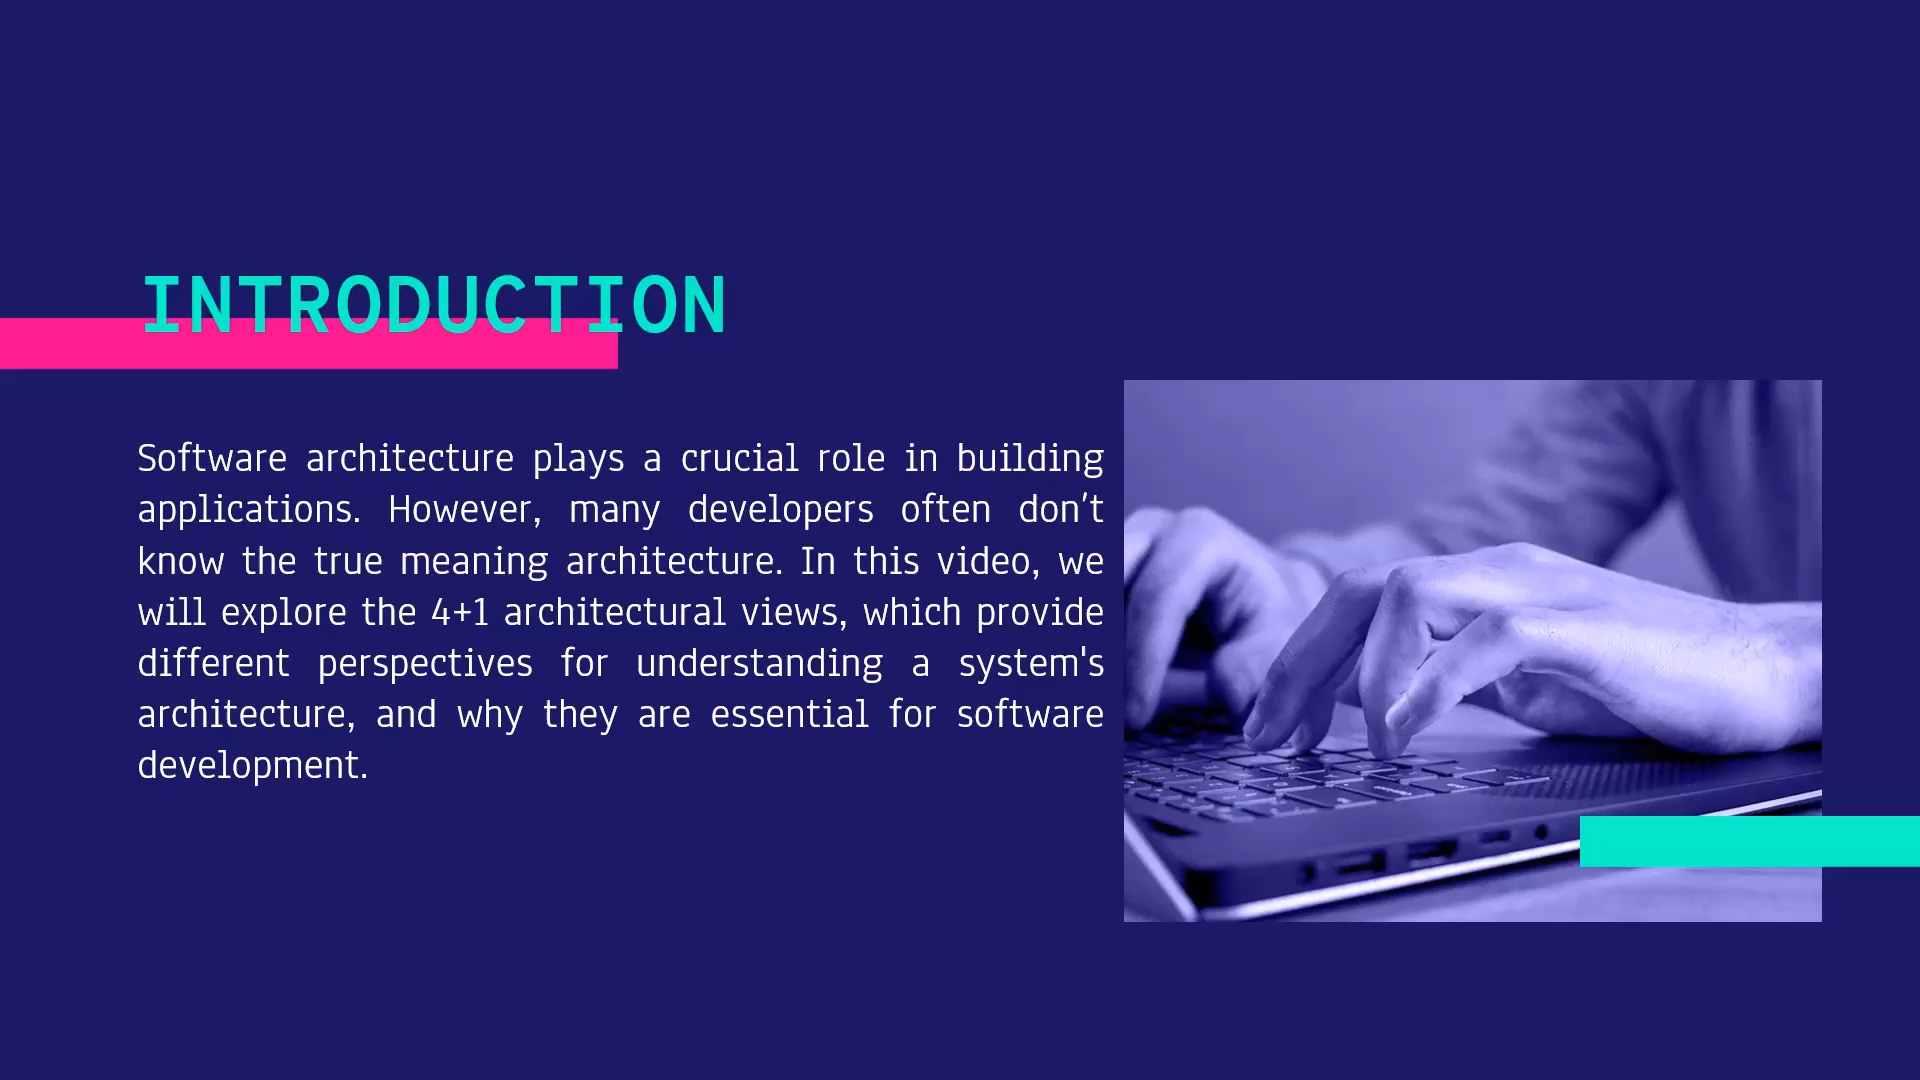 INTRODUCTION
Software architecture plays a crucial role in building
applications. However, many developers often don’t
know the true meaning architecture. In this video, we
will explore the 4+1 architectural views, which provide
different perspectives for understanding a system's
architecture, and why they are essential for software
development.